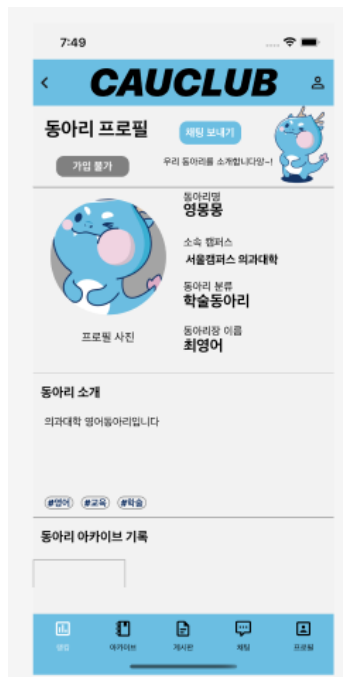 7:49
CAUCLUB
동아리 프로필
채팅 보내기
가입 불가
우리 동아리를 소개합니다양~!
동아리명
영몽몽
소속 캠퍼스
서울캠퍼스 의과대학
동아리 분류
학술동아리
프로필 사진
동아리장 이름
최영어
동아리 소개
의과대학 영어동아리입니다
#영어 #교육 #학술
동아리 아카이브 기록
아카이브 게시판 채팅 프로필